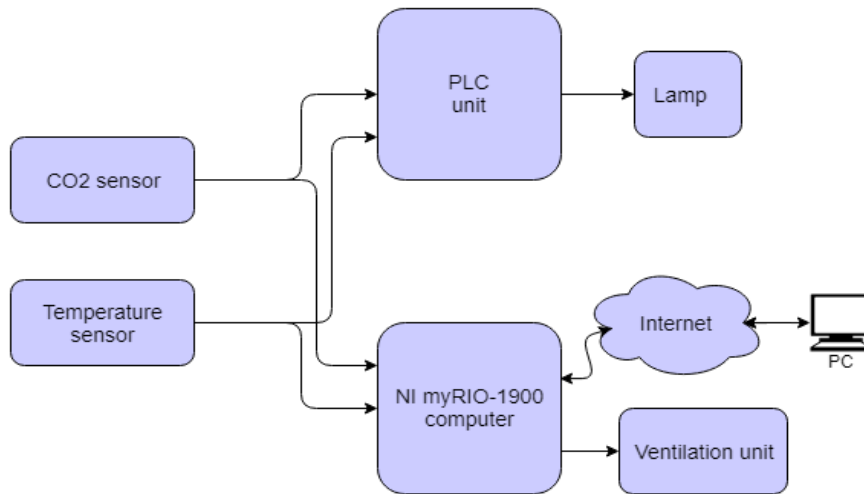 PLC
unit
Lamp
CO2 sensor
Temperature
sensor
Internet
PC
NI myRIO-1900
computer
Ventilation unit